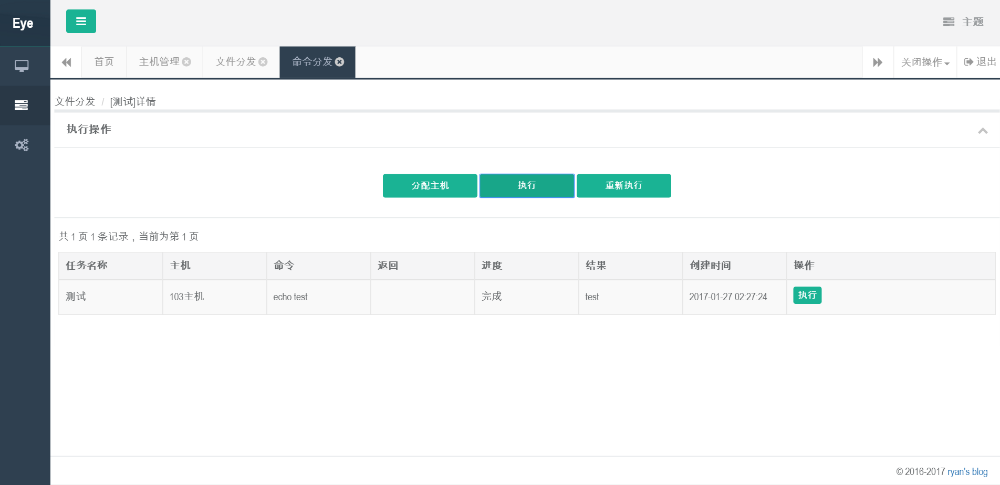 Eye
主题
首页 主机管理 文件分发 命令分发 关闭操作 退出
文件分发 / [测试]详情
执行操作
分配主机 执行 重新执行
共 1 页 1 条记录，当前为第 1 页
任务名称 主机 命令 返回 进度 结果 创建时间 操作
测试 103主机 echo test 完成 test 2017-01-27 02:27:24 执行
© 2016-2017 ryan's blog